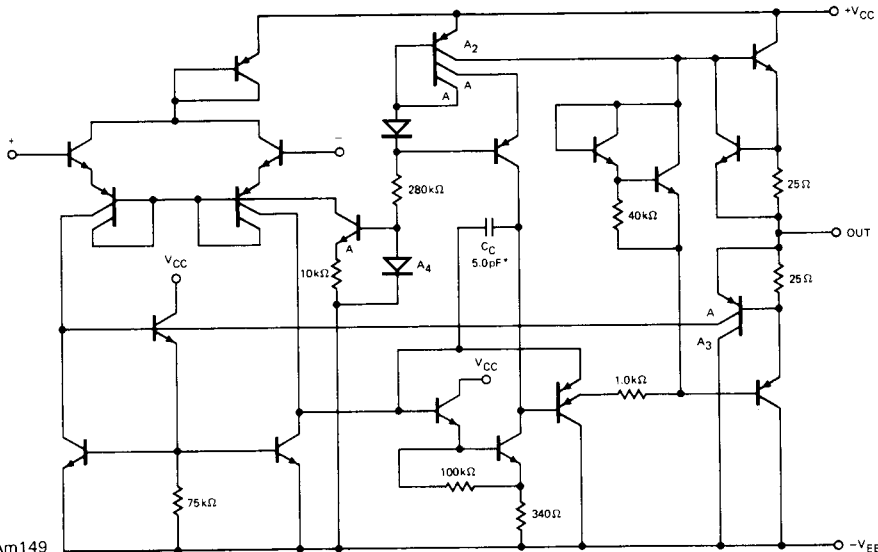 +VCC
A2
A
A
+
−
280kΩ
25Ω
40kΩ
OUT
A
CC
5.0pF*
10kΩ
A4
VCC
25Ω
A
A3
VCC
1.0kΩ
100kΩ
75kΩ
340Ω
Am149
−VEE